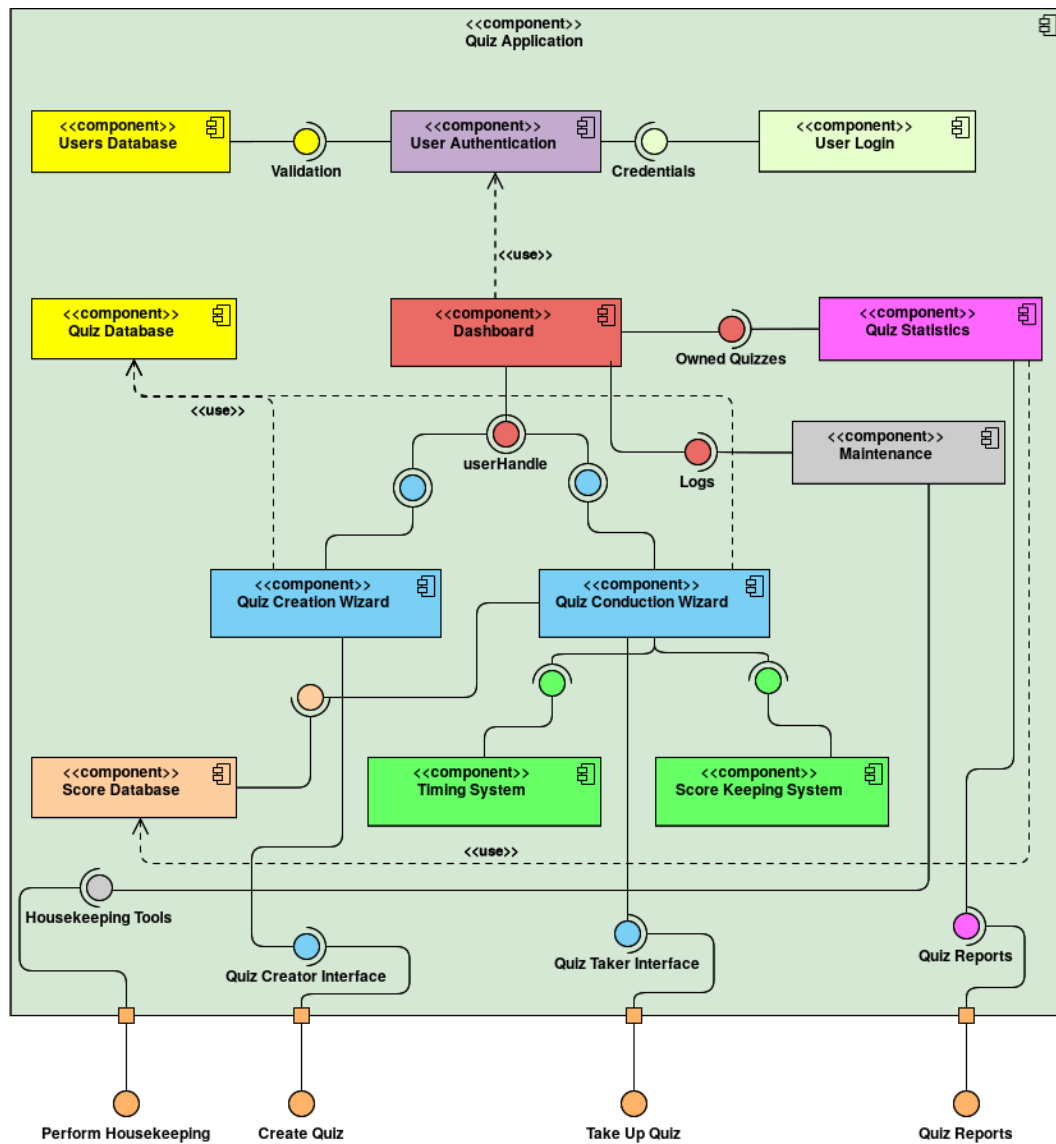 <<component>>
Quiz Application
<<component>>
Users Database
<<component>>
User Authentication
<<component>>
User Login
Validation
Credentials
<<use>>
<<component>>
Quiz Database
<<component>>
Dashboard
<<component>>
Quiz Statistics
Owned Quizzes
<<use>>
<<component>>
Maintenance
userHandle
Logs
<<component>>
Quiz Creation Wizard
<<component>>
Quiz Conduction Wizard
<<component>>
Score Database
<<component>>
Timing System
<<component>>
Score Keeping System
<<use>>
Housekeeping Tools
Quiz Creator Interface
Quiz Taker Interface
Quiz Reports
Perform Housekeeping
Create Quiz
Take Up Quiz
Quiz Reports